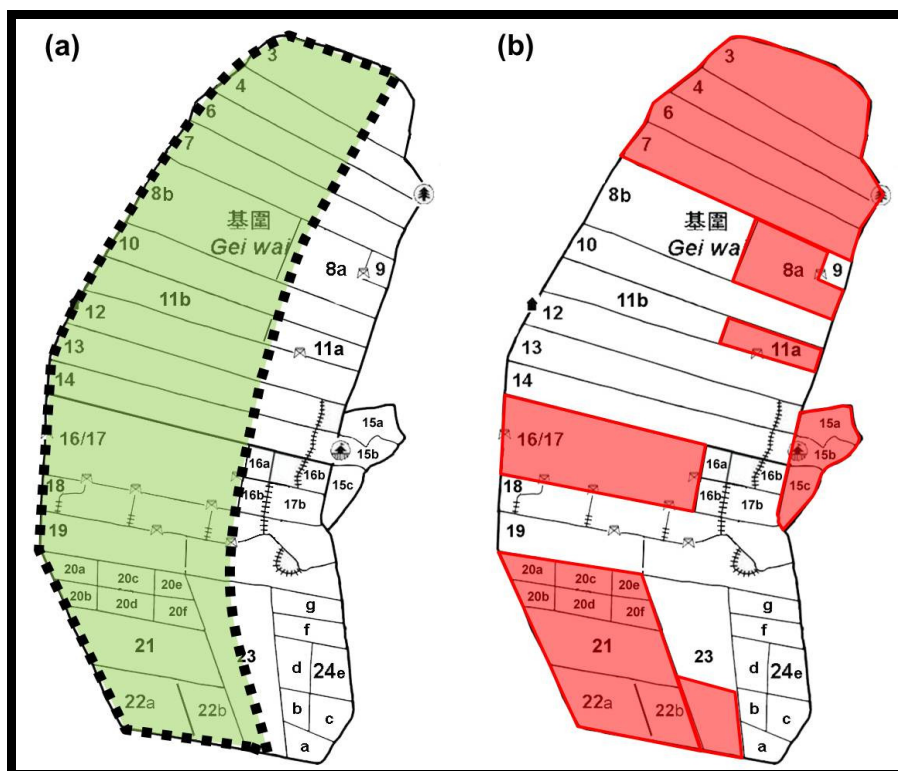 (a)
3
4
6
7
8b
基圍
Gei wai
10
8a
9
11b
12
11a
13
14
15a
16/17
15b
16a
16b
15c
18
16b
17b
19
20a
20c
20e
20b
20d
20f
g
f
21
23
d
24e
22a
22b
b
c
a
(b)
3
4
6
7
8b
基圍
Gei wai
10
8a
9
11b
12
11a
13
14
15a
16/17
15b
16a
16b
15c
18
16b
17b
19
20a
20c
20e
20b
20d
20f
g
f
21
23
d
24e
22a
22b
b
c
a